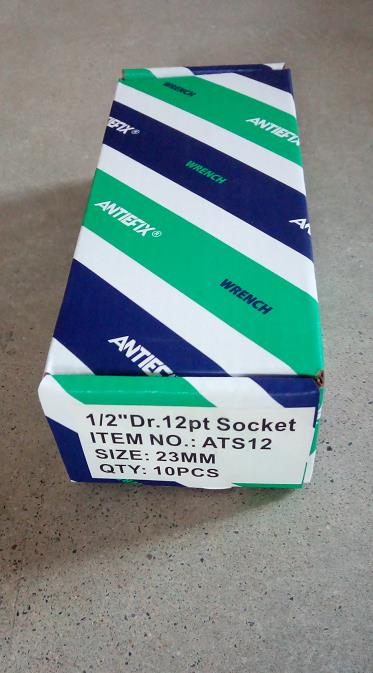 WRENCH
ANTIEFIX
ANTIEFIX®
WRENCH
ANTIEFIX®
WRENCH
1/2"Dr.12pt Socket
ITEM NO.: ATS12
SIZE: 23MM
QTY: 10PCS